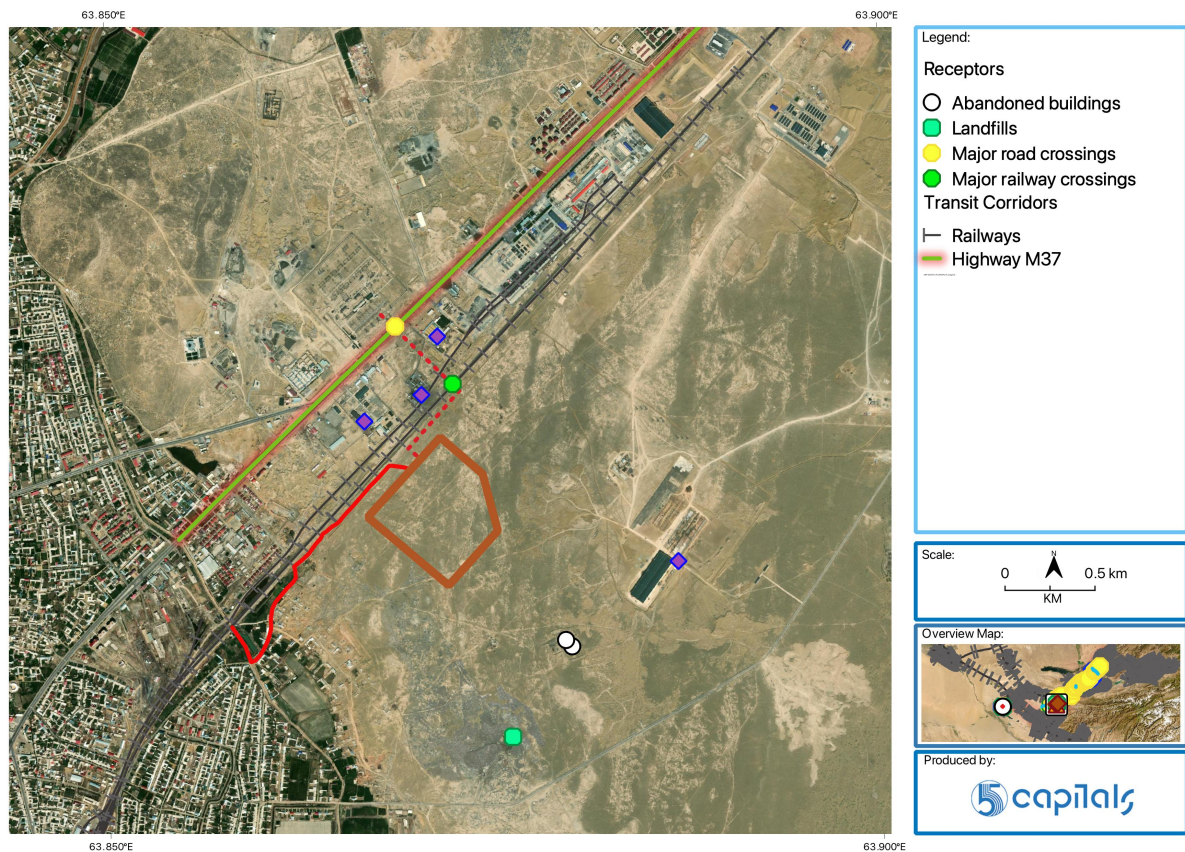 63.850°E
63.900°E
Legend:
Receptors
Abandoned buildings
Landfills
Major road crossings
Major railway crossings
Transit Corridors
Railways
Highway M37
Scale:
N
0
0.5 km
KM
Overview Map:
Produced by:
5 capitals
63.850°E
63.900°E